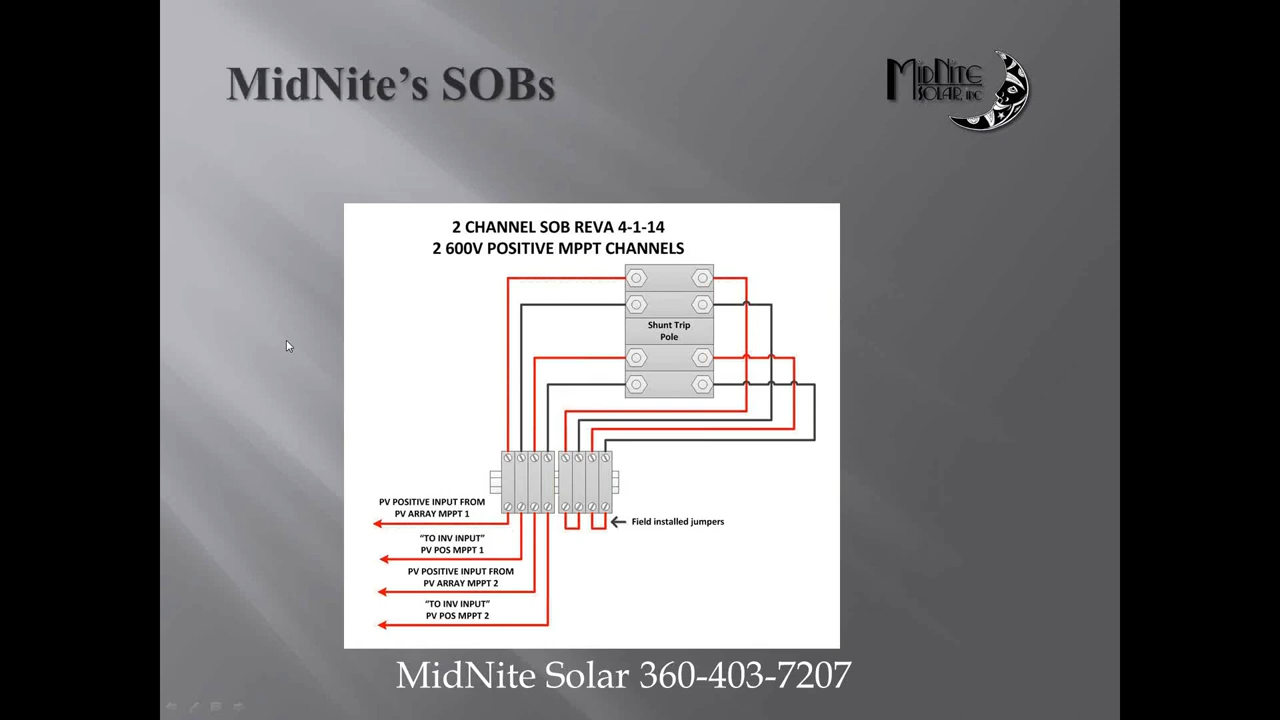 MidNite's SOBs
MIDNITE
SOLAR, INC
2 CHANNEL SOB REVA 4-1-14
2 600V POSITIVE MPPT CHANNELS
Shunt Trip
Pole
PV POSITIVE INPUT FROM
PV ARRAY MPPT 1
Field installed jumpers
"TO INV INPUT"
PV POS MPPT 1
PV POSITIVE INPUT FROM
PV ARRAY MPPT 2
"TO INV INPUT"
PV POS MPPT 2
MidNite Solar 360-403-7207